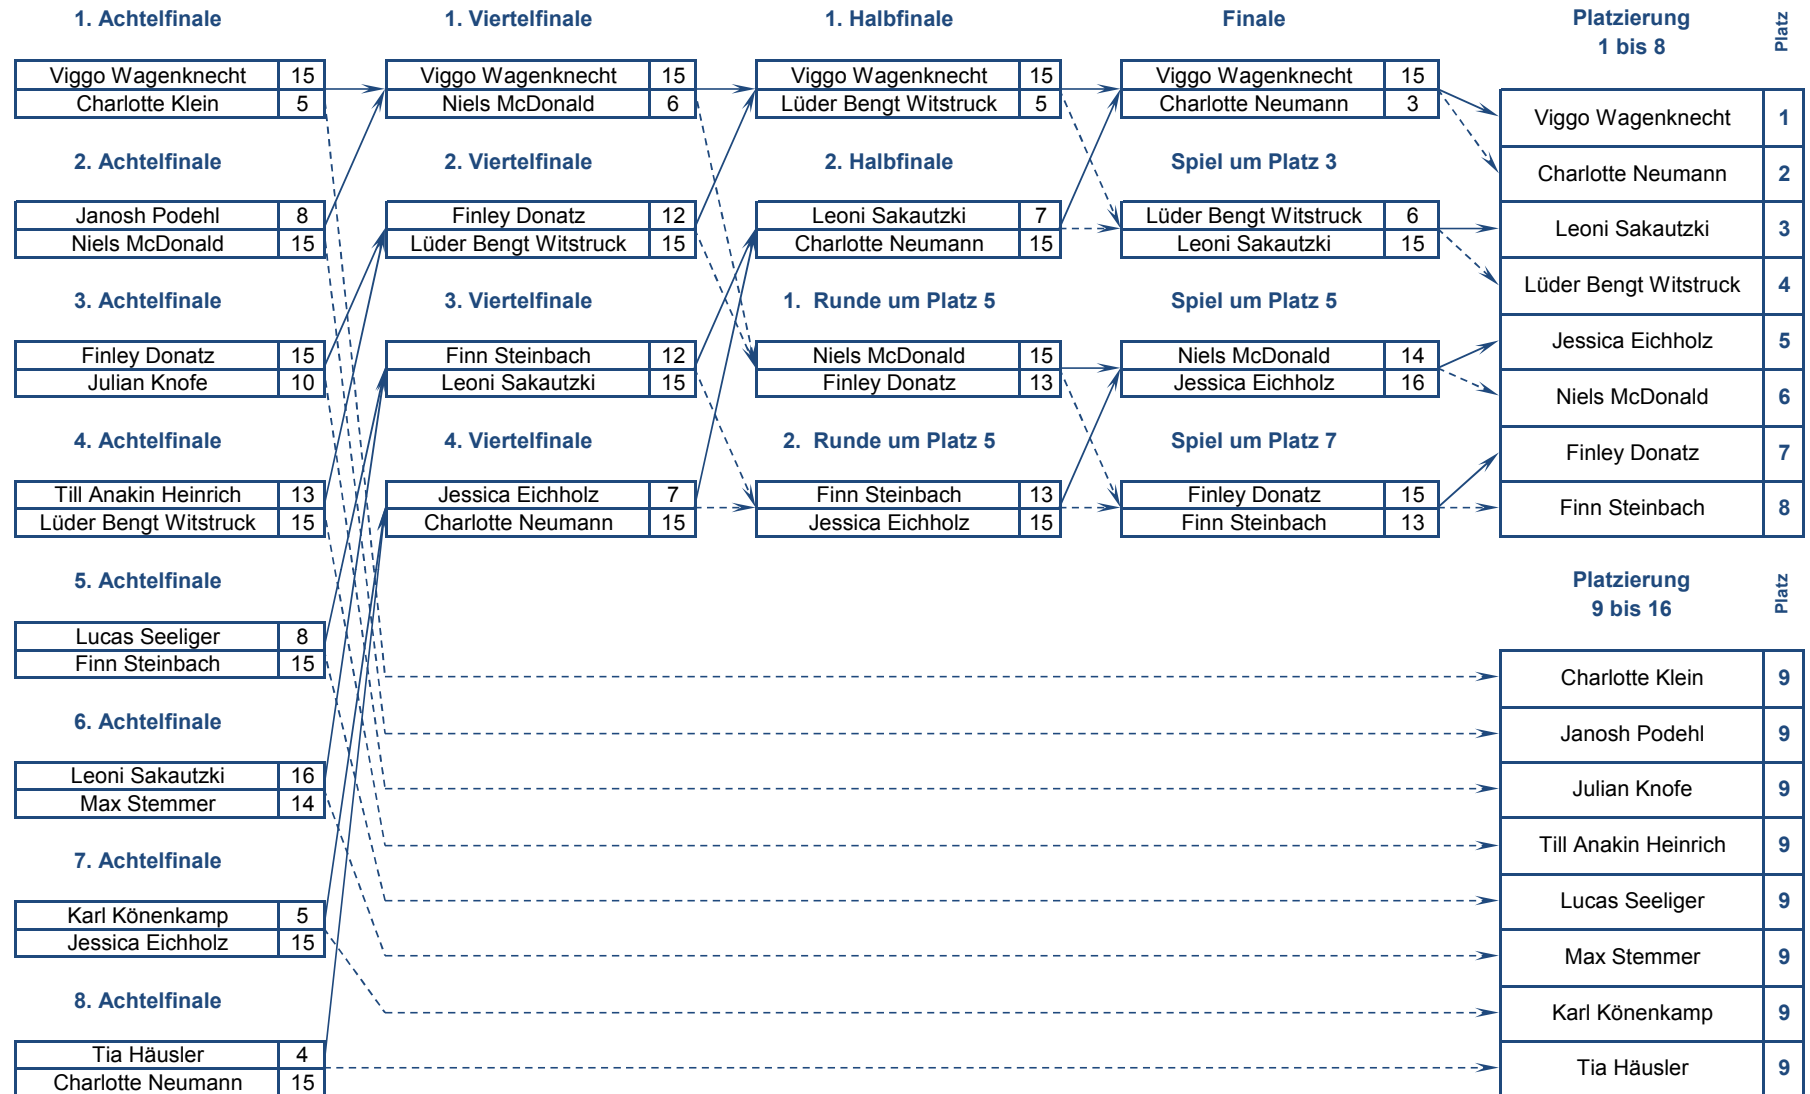 1. Achtelfinale
Viggo Wagenknecht 15
Charlotte Klein 5
2. Achtelfinale
Janosh Podehl 8
Niels McDonald 15
3. Achtelfinale
Finley Donatz 15
Julian Knofe 10
4. Achtelfinale
Till Anakin Heinrich 13
Lüder Bengt Witstruck 15
5. Achtelfinale
Lucas Seeliger 8
Finn Steinbach 15
6. Achtelfinale
Leoni Sakautzki 16
Max Stemmer 14
7. Achtelfinale
Karl Könenkamp 5
Jessica Eichholz 15
8. Achtelfinale
Tia Häusler 4
Charlotte Neumann 15
1. Viertelfinale
Viggo Wagenknecht 15
Niels McDonald 6
2. Viertelfinale
Finley Donatz 12
Lüder Bengt Witstruck 15
3. Viertelfinale
Finn Steinbach 12
Leoni Sakautzki 15
4. Viertelfinale
Jessica Eichholz 7
Charlotte Neumann 15
1. Halbfinale
Viggo Wagenknecht 15
Lüder Bengt Witstruck 5
2. Halbfinale
Leoni Sakautzki 7
Charlotte Neumann 15
1. Runde um Platz 5
Niels McDonald 15
Finley Donatz 13
2. Runde um Platz 5
Finn Steinbach 13
Jessica Eichholz 15
Finale
Viggo Wagenknecht 15
Charlotte Neumann 3
Spiel um Platz 3
Lüder Bengt Witstruck 6
Leoni Sakautzki 15
Spiel um Platz 5
Niels McDonald 14
Jessica Eichholz 16
Spiel um Platz 7
Finley Donatz 15
Finn Steinbach 13
Platzierung
1 bis 8
Platz
Viggo Wagenknecht 1
Charlotte Neumann 2
Leoni Sakautzki 3
Lüder Bengt Witstruck 4
Jessica Eichholz 5
Niels McDonald 6
Finley Donatz 7
Finn Steinbach 8
Platzierung
9 bis 16
Platz
Charlotte Klein 9
Janosh Podehl 9
Julian Knofe 9
Till Anakin Heinrich 9
Lucas Seeliger 9
Max Stemmer 9
Karl Könenkamp 9
Tia Häusler 9